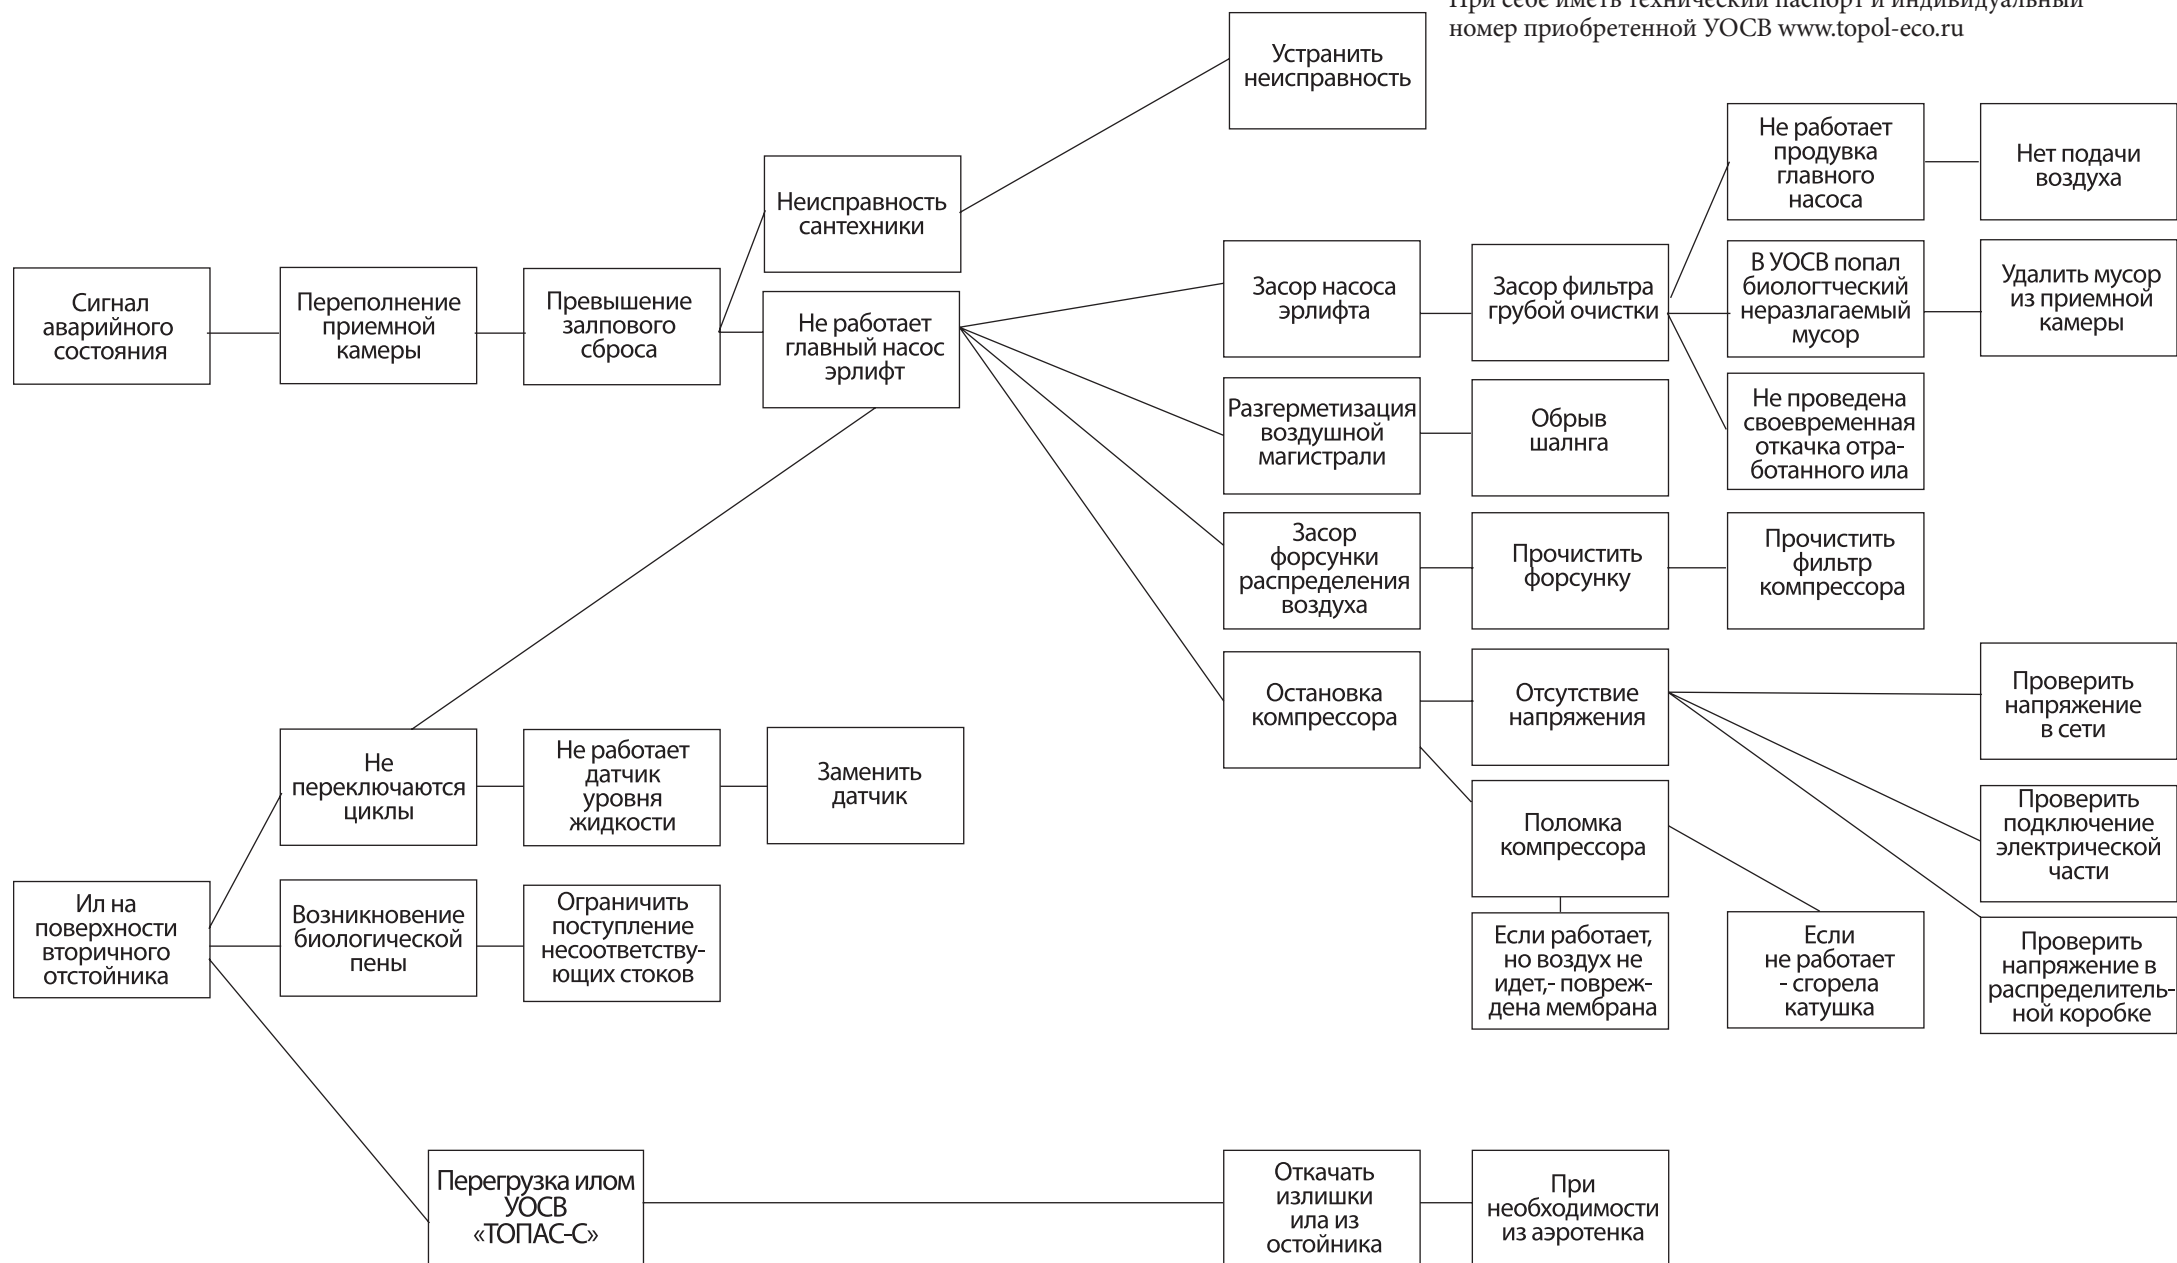 При себе иметь технический паспорт и индивидуальный
номер приобретенной УОСВ www.topol-eco.ru
Устранить
неисправность
Не работает
продувка
главного
насоса
Нет подачи
воздуха
Неисправность
сантехники
Сигнал
аварийного
состояния
Переполнение
приемной
камеры
Превышение
залпового
сброса
Не работает
главный насос
эрлифт
Засор насоса
эрлифта
Засор фильтра
грубой очистки
В УОСВ попал
биологтческий
неразлагаемый
мусор
Удалить мусор
из приемной
камеры
Разгерметизация
воздушной
магистрали
Обрыв
шалнга
Не проведена
своевременная
откачка отра-
ботанного ила
Засор
форсунки
распределения
воздуха
Прочистить
форсунку
Прочистить
фильтр
компрессора
Остановка
компрессора
Отсутствие
напряжения
Проверить
напряжение
в сети
Не
переключаются
циклы
Не работает
датчик
уровня
жидкости
Заменить
датчик
Поломка
компрессора
Проверить
подключение
электрической
части
Ил на
поверхности
вторичного
отстойника
Возникновение
биологической
пены
Ограничить
поступление
несоответству-
ющих стоков
Если работает,
но воздух не
идет,- повреж-
дена мембрана
Если
не работает
- сгорела
катушка
Проверить
напряжение в
распределитель-
ной коробке
Перегрузка илом
УОСВ
«ТОПАС-С»
Откачать
излишки
ила из
остойника
При
необходимости
из аэротенка